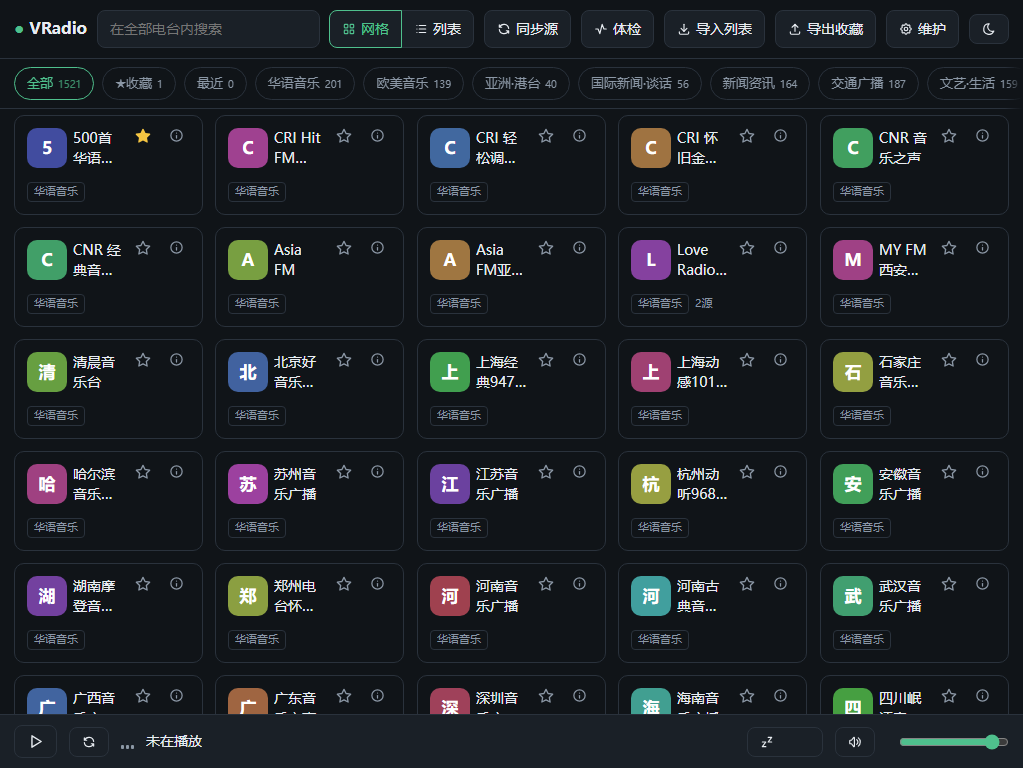 VRadio 在全部电台内搜索 网格 列表 同步源 体检 导入列表 导出收藏 维护
全部 1521 ★收藏 1 最近 0 华语音乐 201 欧美音乐 139 亚洲·港台 40 国际新闻·谈话 56 新闻资讯 164 交通广播 187 文艺·生活 159
5 500首 C CRI Hit C CRI 轻 C CRI 怀 C CNR 音
华语... FM... 松调... 旧金... 乐之声
华语音乐 华语音乐 华语音乐 华语音乐 华语音乐
C CNR 经 A Asia A Asia L Love M MY FM
典音... FM FM亚... Radio... 西安...
华语音乐 华语音乐 华语音乐 华语音乐 2源 华语音乐
清 清晨音 北 北京好 上 上海经 上 上海动 石 石家庄
乐台 音乐... 典947... 感101... 音乐...
华语音乐 华语音乐 华语音乐 华语音乐 华语音乐
哈 哈尔滨 苏 苏州音 江 江苏音 杭 杭州动 安 安徽音
音乐... 乐广播 乐广播 听968... 乐广播
华语音乐 华语音乐 华语音乐 华语音乐 华语音乐
湖 湖南摩 郑 郑州电 河 河南音 河 河南古 武 武汉音
登音... 台怀... 乐广播 典音... 乐广播
华语音乐 华语音乐 华语音乐 华语音乐 华语音乐
广 广西音 广 广东音 深 深圳音 海 海南音 四 四川岷
... 未在播放 zz